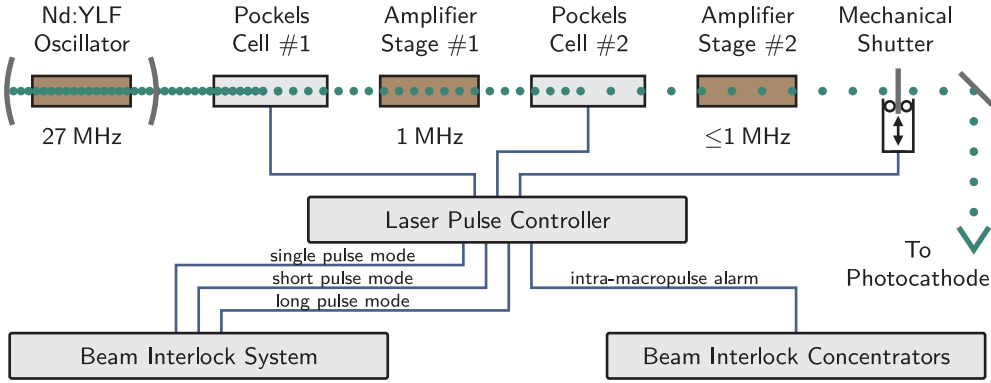 Nd:YLF
Oscillator
Pockels
Cell #1
Amplifier
Stage #1
Pockels
Cell #2
Amplifier
Stage #2
Mechanical
Shutter
27 MHz
1 MHz
≤1 MHz
Laser Pulse Controller
To
Photocathode
single pulse mode
short pulse mode
long pulse mode
intra-macropulse alarm
Beam Interlock System
Beam Interlock Concentrators